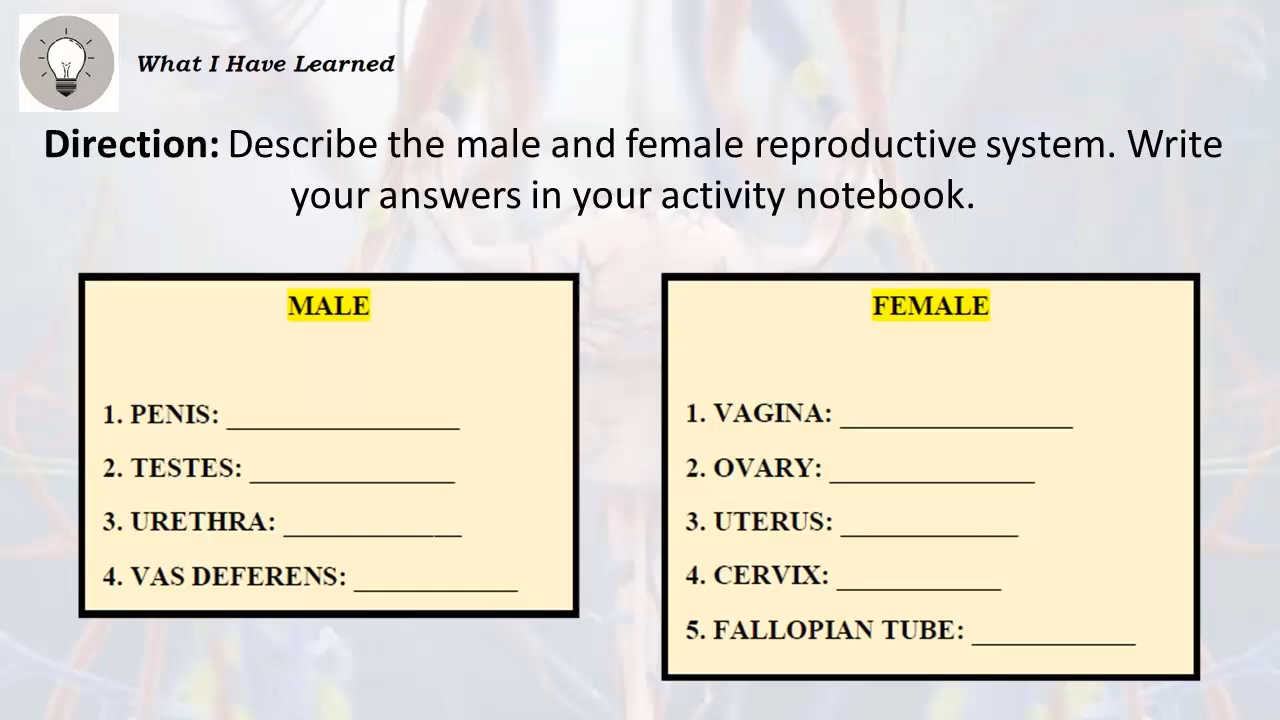 What I Have Learned
Direction: Describe the male and female reproductive system. Write
your answers in your activity notebook.
MALE
1. PENIS: _________________
2. TESTES: _______________
3. URETHRA: _____________
4. VAS DEFERENS: ____________
FEMALE
1. VAGINA: _________________
2. OVARY: _______________
3. UTERUS: _____________
4. CERVIX: ____________
5. FALLOPIAN TUBE: ____________